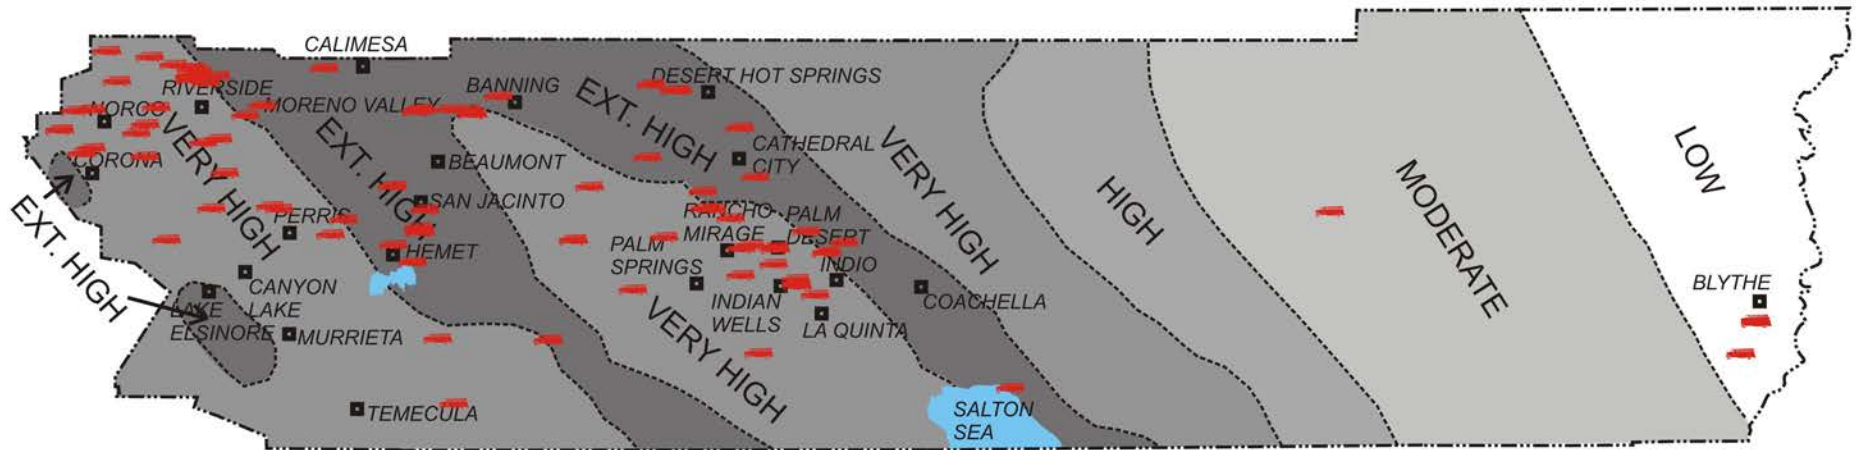 CALIMESA
RIVERSIDE
MORENO VALLEY
BANNING
DESERT HOT SPRINGS
NORCO
CORONA
VERY HIGH
EXT. HIGH
BEAUMONT
EXT. HIGH
CATHEDRAL
CITY
VERY HIGH
HIGH
MODERATE
LOW
SAN JACINTO
EXT. HIGH
PERRIS
HEMET
RANCHO
MIRAGE
PALM
DESERT
PALM
SPRINGS
INDIO
CANYON
LAKE
LAKE
ELSINORE
INDIAN
WELLS
COACHELLA
LA QUINTA
BLYTHE
MURRIETA
VERY HIGH
TEMECULA
SALTON
SEA